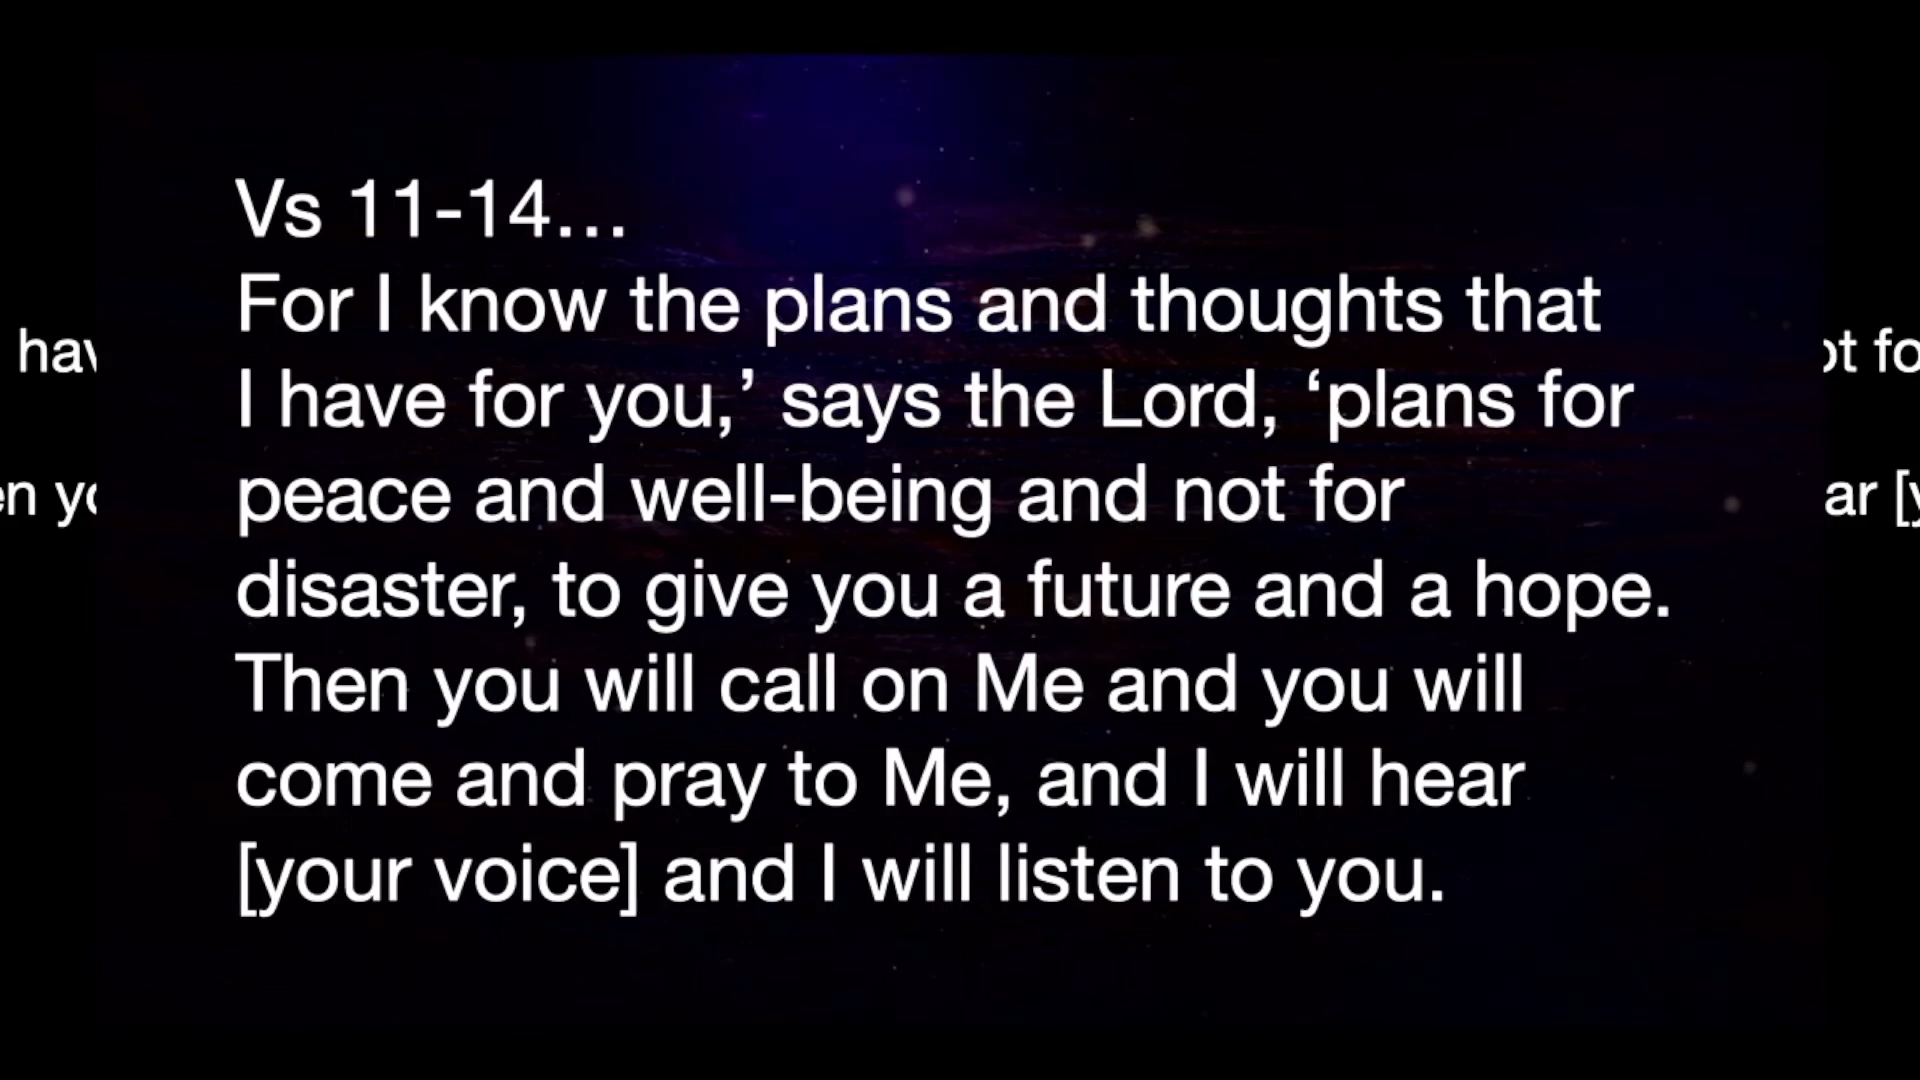 Vs 11-14...
For I know the plans and thoughts that
I have for you,’ says the Lord, ‘plans for
peace and well-being and not for
disaster, to give you a future and a hope.
Then you will call on Me and you will
come and pray to Me, and I will hear
[your voice] and I will listen to you.